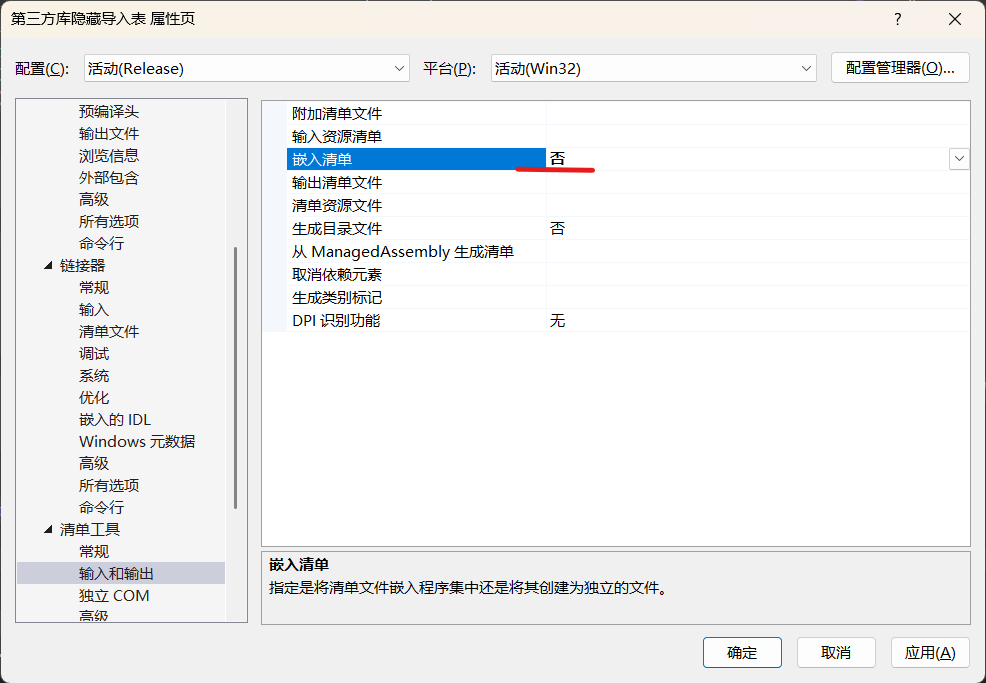 第三方库隐藏导入表 属性页
?
配置(C):
活动(Release)
平台(P):
活动(Win32)
配置管理器(O)...
预编译头
输出文件
浏览信息
外部包含
高级
所有选项
命令行
链接器
常规
输入
清单文件
调试
系统
优化
嵌入的 IDL
Windows 元数据
高级
所有选项
命令行
清单工具
常规
输入和输出
独立 COM
高级
附加清单文件
输入资源清单
嵌入清单 否
输出清单文件
清单资源文件
生成目录文件 否
从 ManagedAssembly 生成清单
取消依赖元素
生成类别标记
DPI 识别功能 无
嵌入清单
指定是将清单文件嵌入程序集中还是将其创建为独立的文件。
确定
取消
应用(A)